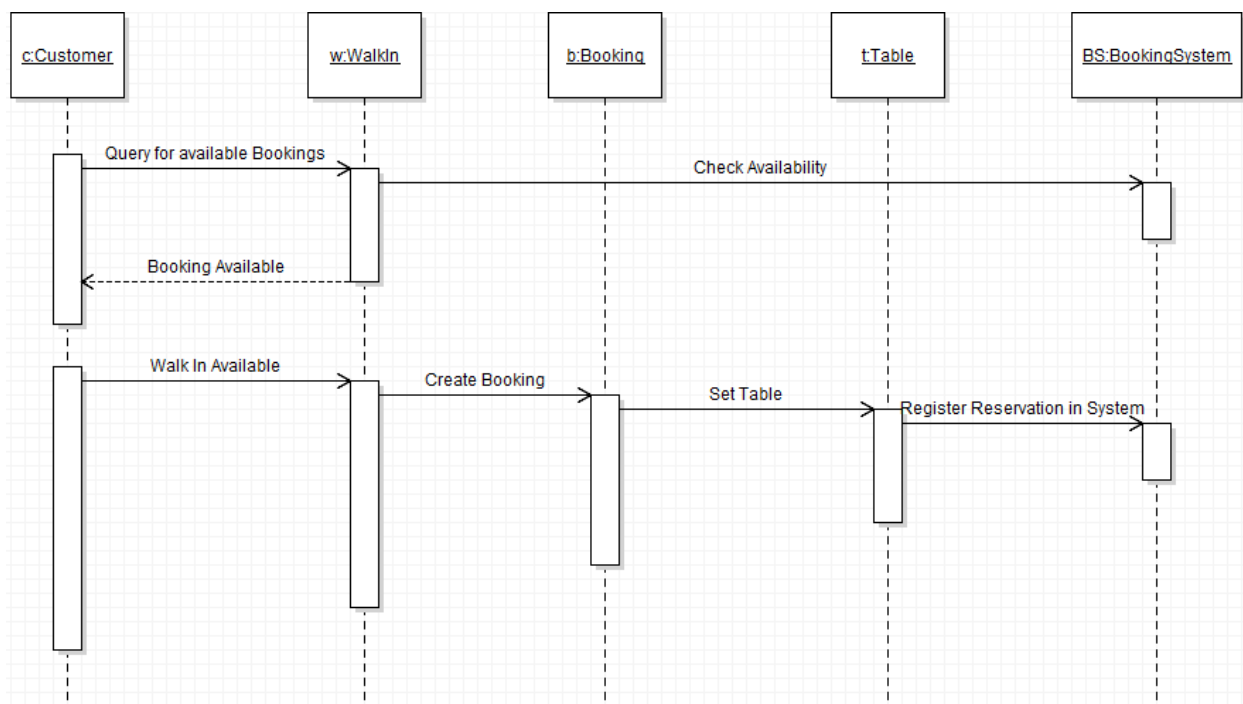 c:Customer
w:WalkIn
b:Booking
t:Table
BS:BookingSystem
Query for available Bookings
Check Availability
Booking Available
Walk In Available
Create Booking
Set Table
Register Reservation in System